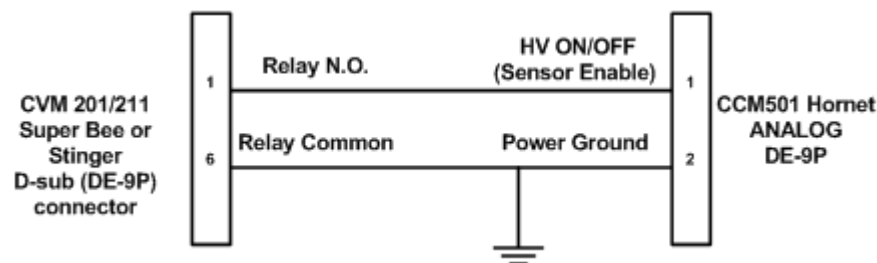 CVM 201/211
Super Bee or
Stinger
D-sub (DE-9P)
connector
1
Relay N.O.
HV ON/OFF
(Sensor Enable)
1
6
Relay Common
Power Ground
2
CCM501 Hornet
ANALOG
DE-9P